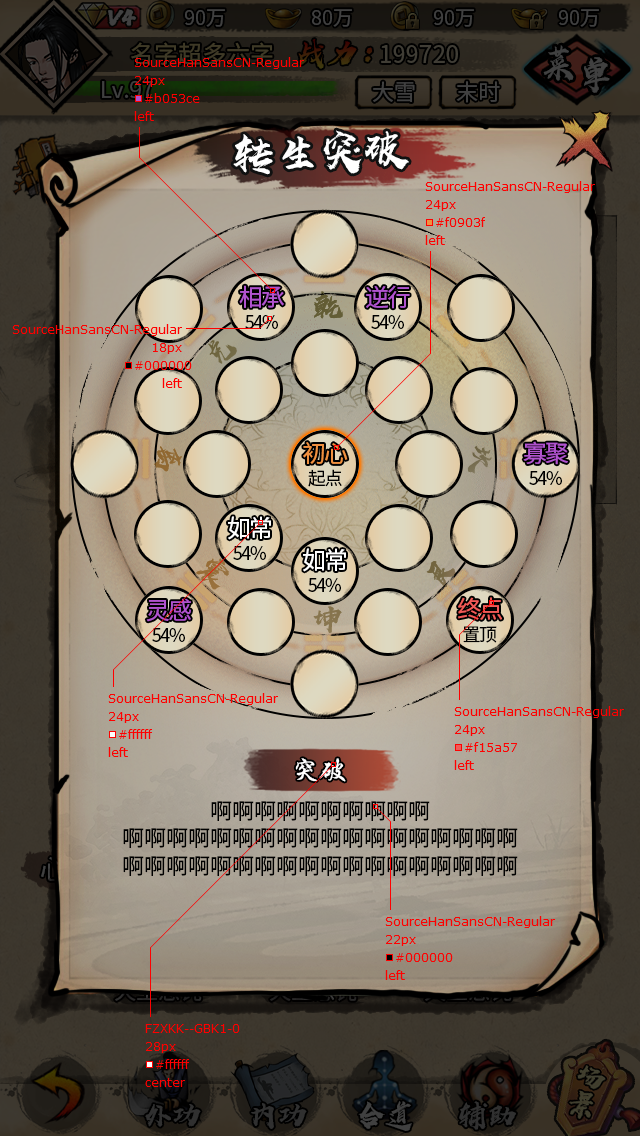 V4 90万 80万 90万 90万
名字超多六字 战力:199720
菜单
SourceHanSansCN-Regular
24px
#b053ce
left
Lv.97
大雪 末时
转生突破
SourceHanSansCN-Regular
24px
#f0903f
left
相承
54%
乾
逆行
54%
SourceHanSansCN-Regular
18px
#000000
left
初心
起点
寡聚
54%
如常
54%
如常
54%
灵感
54%
坤
终点
置顶
SourceHanSansCN-Regular
24px
#ffffff
left
SourceHanSansCN-Regular
24px
#f15a57
left
突破
啊啊啊啊啊啊啊啊啊啊
啊啊啊啊啊啊啊啊啊啊啊啊啊啊啊啊啊啊
啊啊啊啊啊啊啊啊啊啊啊啊啊啊啊啊啊啊
SourceHanSansCN-Regular
22px
#000000
left
FZXKK--GBK1-0
28px
#ffffff
center
外功 内功 合道 辅助 场景